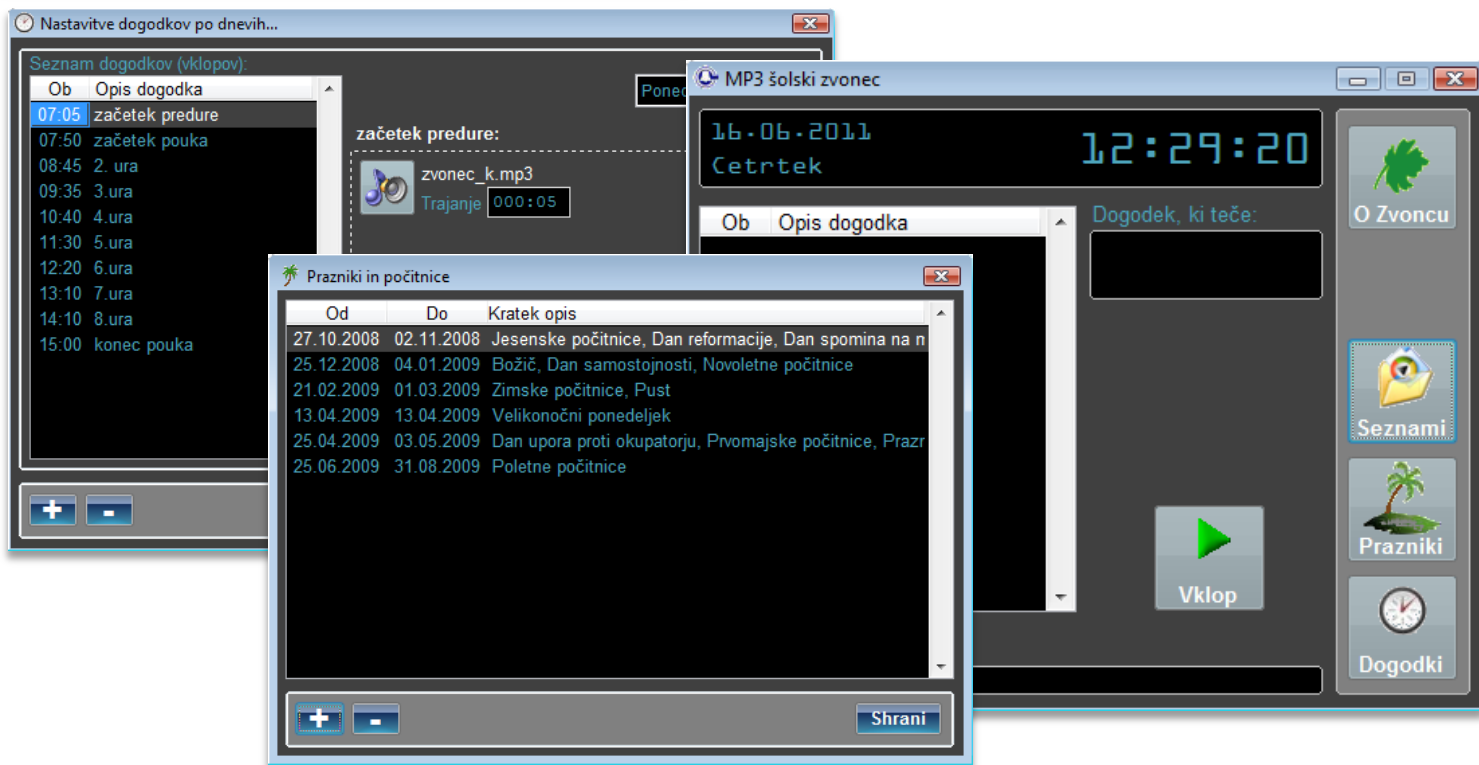 Nastavitve dogodkov po dnevih...
Seznam dogodkov (vklopov):
Ob Opis dogodka
07:05 začetek predure
07:50 začetek pouka
08:45 2. ura
09:35 3.ura
10:40 4.ura
11:30 5.ura
12:20 6.ura
13:10 7.ura
14:10 8.ura
15:00 konec pouka
+ -
Poned
začetek predure:
zvonec_k.mp3
Trajanje 000:05
MP3 šolski zvonec
16.06.2011 12:29:20
Cetrtek
Ob Opis dogodka
Dogodek, ki teče:
Vklop
O Zvoncu
Seznami
Prazniki
Dogodki
Prazniki in počitnice
Od Do Kratek opis
27.10.2008 02.11.2008 Jesenske počitnice, Dan reformacije, Dan spomina na m
25.12.2008 04.01.2009 Božič, Dan samostojnosti, Novoletne počitnice
21.02.2009 01.03.2009 Zimske počitnice, Pust
13.04.2009 13.04.2009 Velikonočni ponedeljek
25.04.2009 03.05.2009 Dan upora proti okupatorju, Prvomajske počitnice, Prazn
25.06.2009 31.08.2009 Poletne počitnice
+ - Shrani